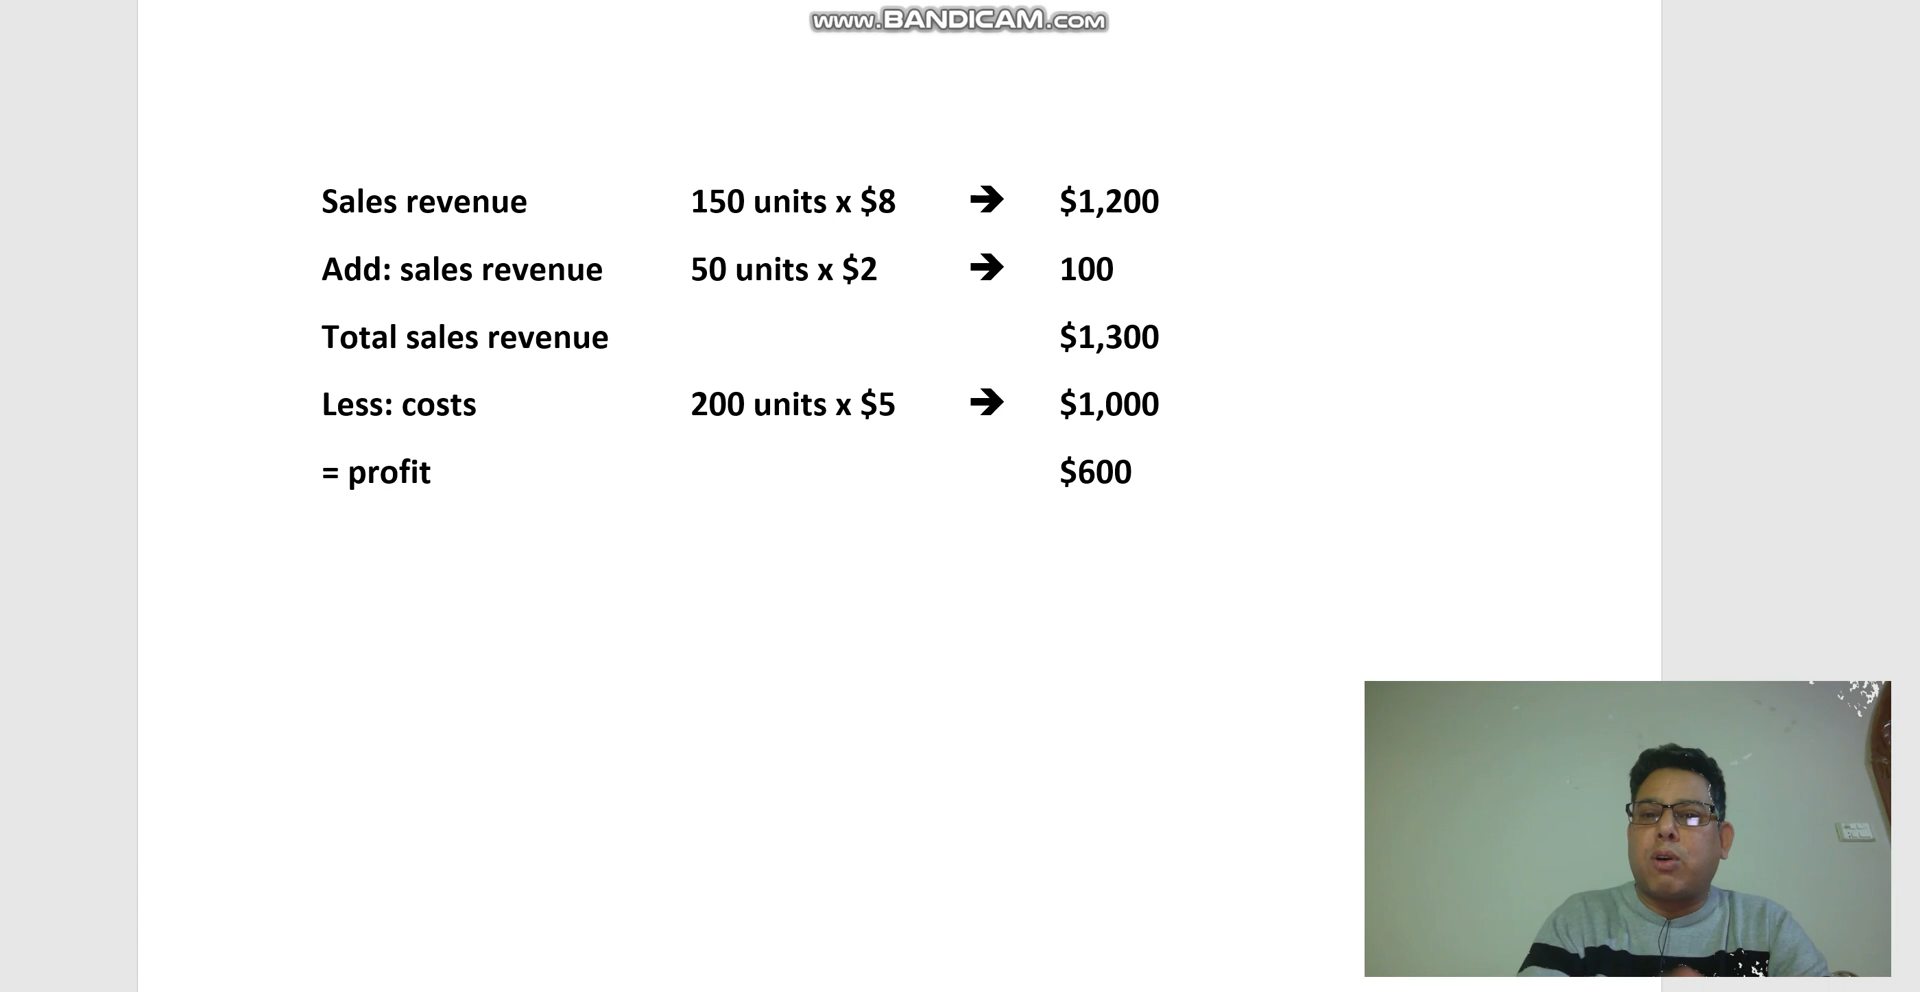 www.BANDICAM.com
Sales revenue 150 units x $8 ➔ $1,200
Add: sales revenue 50 units x $2 ➔ 100
Total sales revenue $1,300
Less: costs 200 units x $5 ➔ $1,000
= profit $600